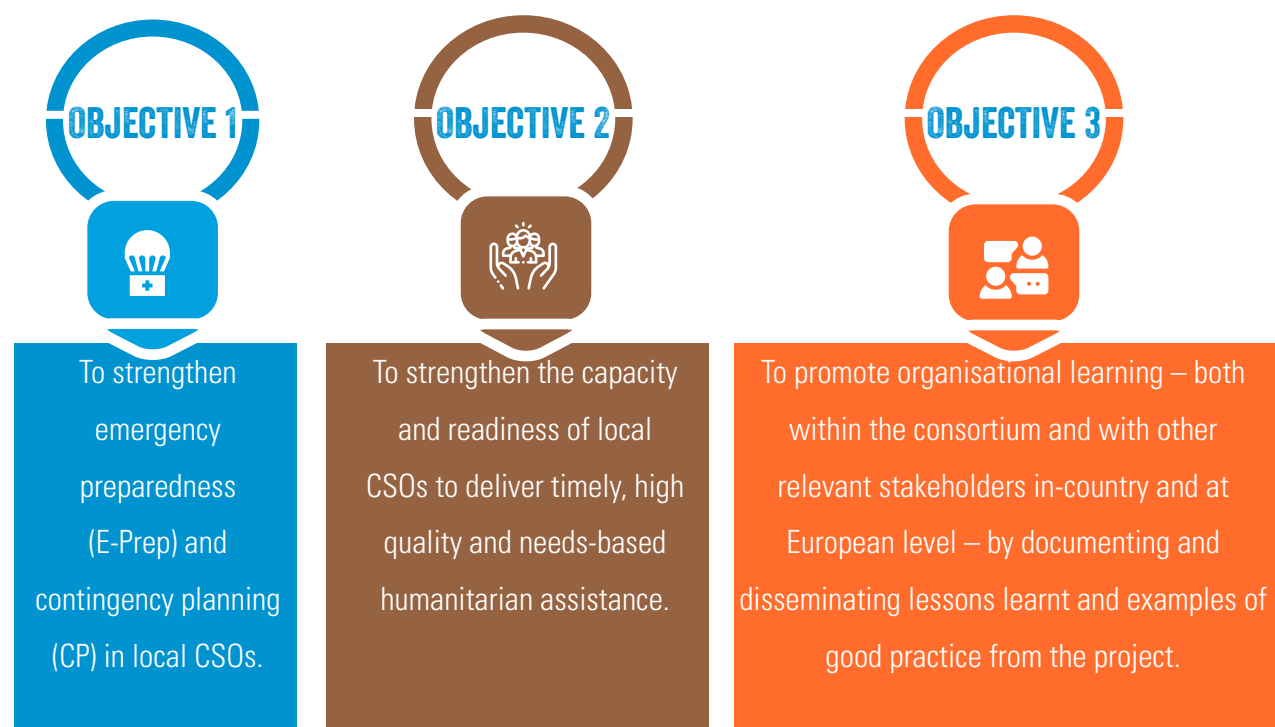 OBJECTIVE 1
To strengthen
emergency
preparedness
(E-Prep) and
contingency planning
(CP) in local CSOs.
OBJECTIVE 2
To strengthen the capacity
and readiness of local
CSOs to deliver timely, high
quality and needs-based
humanitarian assistance.
OBJECTIVE 3
To promote organisational learning – both
within the consortium and with other
relevant stakeholders in-country and at
European level – by documenting and
disseminating lessons learnt and examples of
good practice from the project.